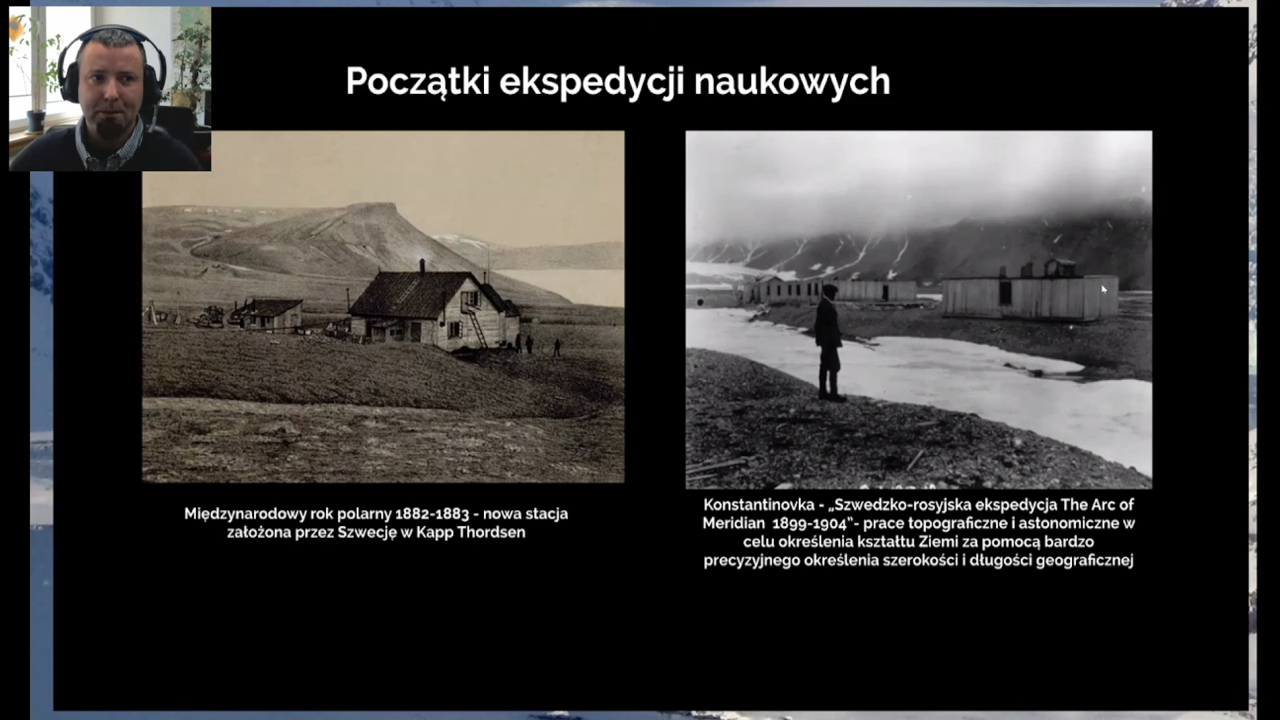 Początki ekspedycji naukowych
Międzynarodowy rok polarny 1882-1883 - nowa stacja
założona przez Szwecję w Kapp Thordsen
Konstantinovka - „Szwedzko-rosyjska ekspedycja The Arc of
Meridian 1899-1904”- prace topograficzne i astonomiczne w
celu określenia kształtu Ziemi za pomocą bardzo
precyzyjnego określenia szerokości i długości geograficznej